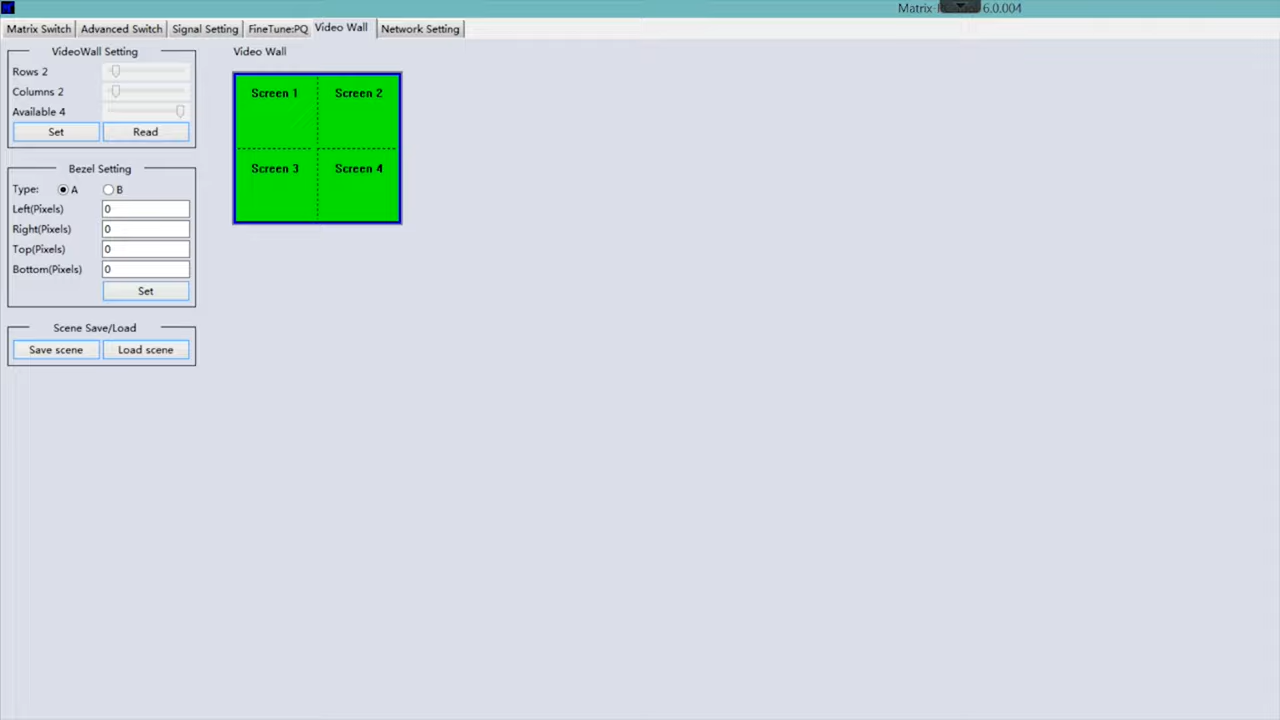 Matrix-
6.0.004
Matrix Switch Advanced Switch Signal Setting FineTune:PQ Video Wall Network Setting
VideoWall Setting
Rows 2
Columns 2
Available 4
Set Read
Bezel Setting
Type: A B
Left(Pixels) 0
Right(Pixels) 0
Top(Pixels) 0
Bottom(Pixels) 0
Set
Scene Save/Load
Save scene Load scene
Video Wall
Screen 1 Screen 2
Screen 3 Screen 4